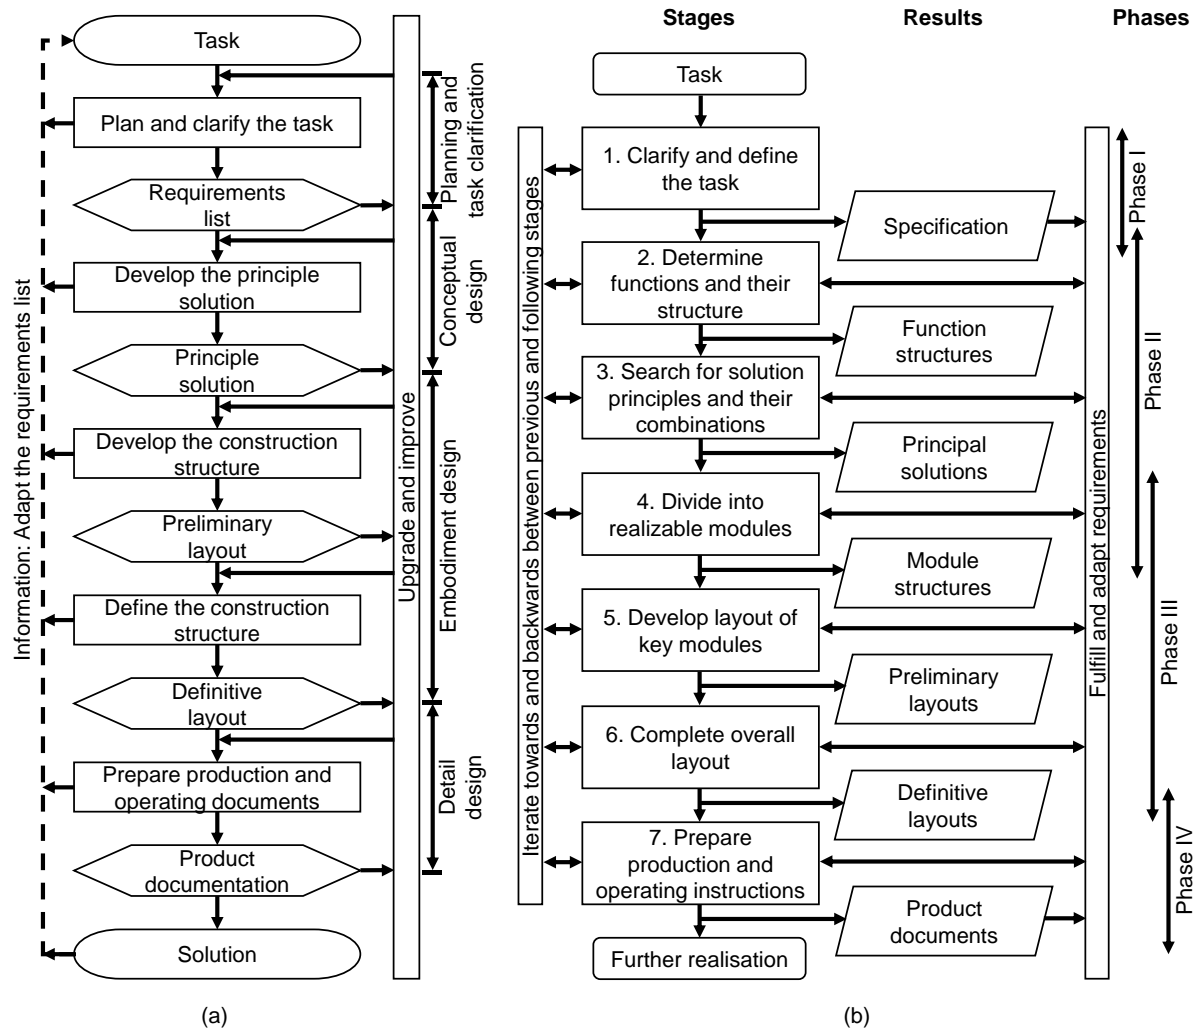 Task
Plan and clarify the task
Requirements
list
Develop the principle
solution
Principle
solution
Develop the construction
structure
Preliminary
layout
Define the construction
structure
Definitive
layout
Prepare production and
operating documents
Product
documentation
Solution
Information: Adapt the requirements list
Upgrade and improve
Planning and
task clarification
Conceptual
design
Embodiment design
Detail
design
(a)
Stages
Results
Phases
Task
1. Clarify and define
the task
Specification
2. Determine
functions and their
structure
Function
structures
3. Search for solution
principles and their
combinations
Principal
solutions
4. Divide into
realizable modules
Module
structures
5. Develop layout of
key modules
Preliminary
layouts
6. Complete overall
layout
Definitive
layouts
7. Prepare
production and
operating instructions
Product
documents
Further realisation
Iterate towards and backwards between previous and following stages
Fulfill and adapt requirements
Phase I
Phase II
Phase III
Phase IV
(b)